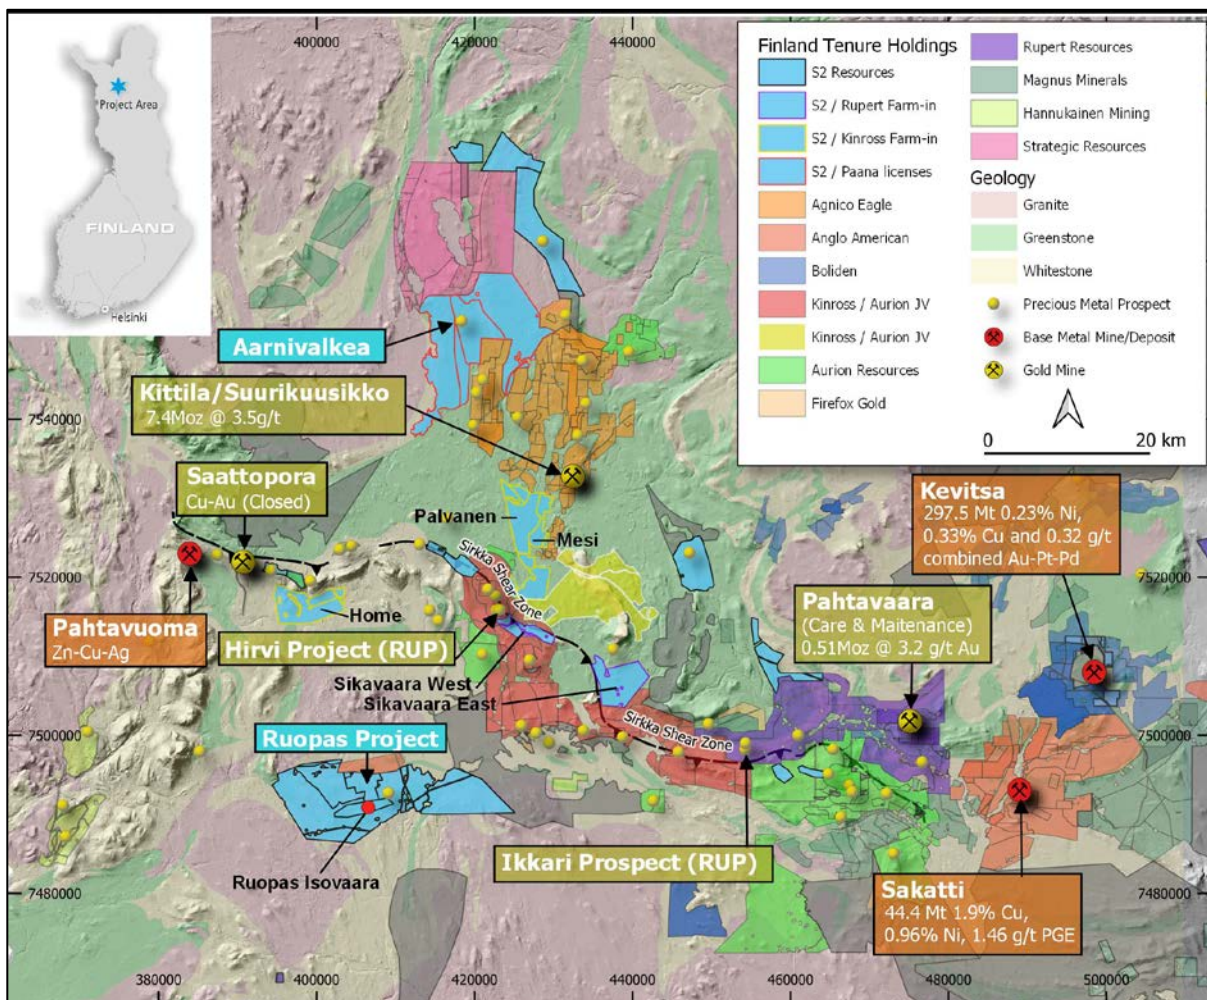 400000
420000
440000
Project Area
FINLAND
Helsinki
Finland Tenure Holdings
S2 Resources
S2 / Rupert Farm-in
S2 / Kinross Farm-in
S2 / Paana licenses
Agnico Eagle
Anglo American
Boliden
Kinross / Aurion JV
Kinross / Aurion JV
Aurion Resources
Firefox Gold
Rupert Resources
Magnus Minerals
Hannukainen Mining
Strategic Resources
Geology
Granite
Greenstone
Whitestone
Precious Metal Prospect
Base Metal Mine/Deposit
Gold Mine
0
20 km
Aarnivalkea
Kittila/Suurikuusikko
7.4Moz @ 3.5g/t
7540000
7540000
Saattopora
Cu-Au (Closed)
Palvanen
Mesi
Kevitsa
297.5 Mt 0.23% Ni,
0.33% Cu and 0.32 g/t
combined Au-Pt-Pd
7520000
7520000
Sirkka Shear Zone
Pahtavuoma
Zn-Cu-Ag
Home
Hirvi Project (RUP)
Pahtavaara
(Care & Maitenance)
0.51Moz @ 3.2 g/t Au
Sikavaara West
Sikavaara East
Sirkka Shear Zone
7500000
7500000
Ruopas Project
Ruopas Isovaara
Ikkari Prospect (RUP)
Sakatti
44.4 Mt 1.9% Cu,
0.96% Ni, 1.46 g/t PGE
7480000
7480000
380000
400000
420000
440000
460000
480000
500000